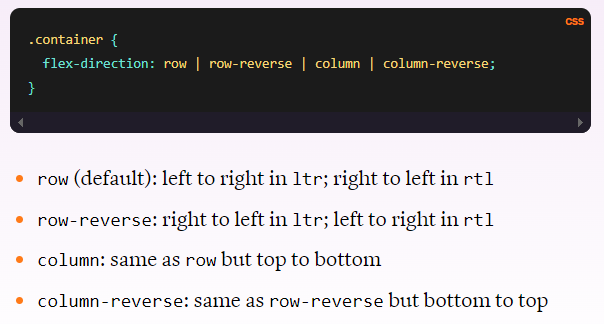 CSS
.container {
  flex-direction: row | row-reverse | column | column-reverse;
}
row (default): left to right in ltr; right to left in rtl
row-reverse: right to left in ltr; left to right in rtl
column: same as row but top to bottom
column-reverse: same as row-reverse but bottom to top